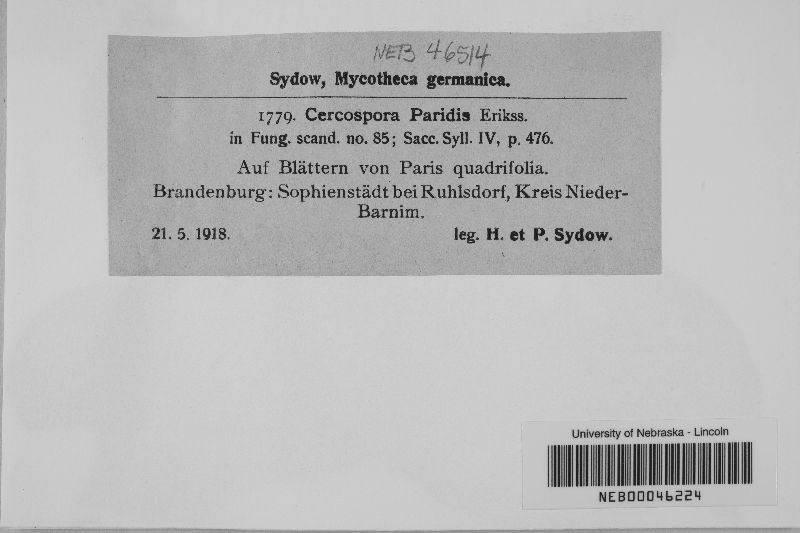 NEB 46514
Sydow, Mycotheca germanica.
1779. Cercospora Paridis Erikss.
in Fung. scand. no. 85; Sacc. Syll. IV, p. 476.
Auf Blättern von Paris quadrifolia.
Brandenburg: Sophienstädt bei Ruhlsdorf, Kreis Nieder-
Barnim.
21. 5. 1918. leg. H. et P. Sydow.
University of Nebraska - Lincoln
NEB00046224